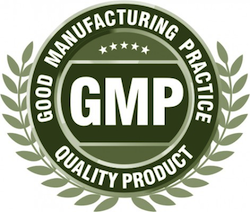 GOOD MANUFACTURING PRACTICE
GMP
QUALITY PRODUCT